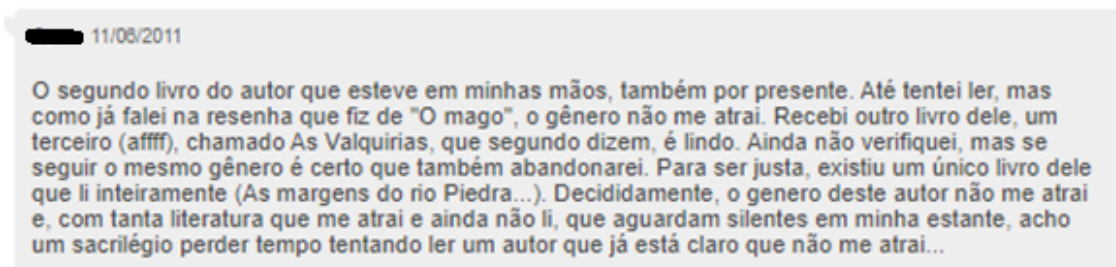 11/06/2011
O segundo livro do autor que esteve em minhas mãos, também por presente. Até tentei ler, mas
como já falei na resenha que fiz de "O mago", o gênero não me atrai. Recebi outro livro dele, um
terceiro (affff), chamado As Valquirias, que segundo dizem, é lindo. Ainda não verifiquei, mas se
seguir o mesmo gênero é certo que também abandonarei. Para ser justa, existiu um único livro dele
que li inteiramente (As margens do rio Piedra...). Decididamente, o genero deste autor não me atrai
e, com tanta literatura que me atrai e ainda não li, que aguardam silentes em minha estante, acho
um sacrilégio perder tempo tentando ler um autor que já está claro que não me atrai...